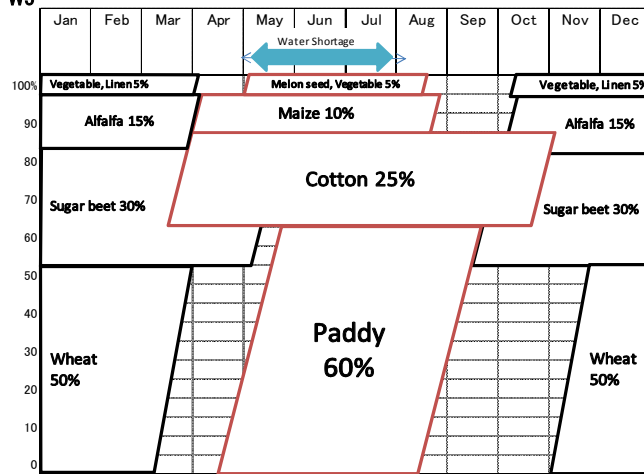 W3
Jan Feb Mar Apr May Jun Jul Aug Sep Oct Nov Dec
Water Shortage
100%
Vegetable, Linen 5%
Melon seed, Vegetable 5%
Vegetable, Linen 5%
Maize 10%
90
Alfalfa 15%
Alfalfa 15%
80
Cotton 25%
70
Sugar beet 30%
Sugar beet 30%
60
50
40
Paddy
60%
30
Wheat
50%
Wheat
50%
20
10
0